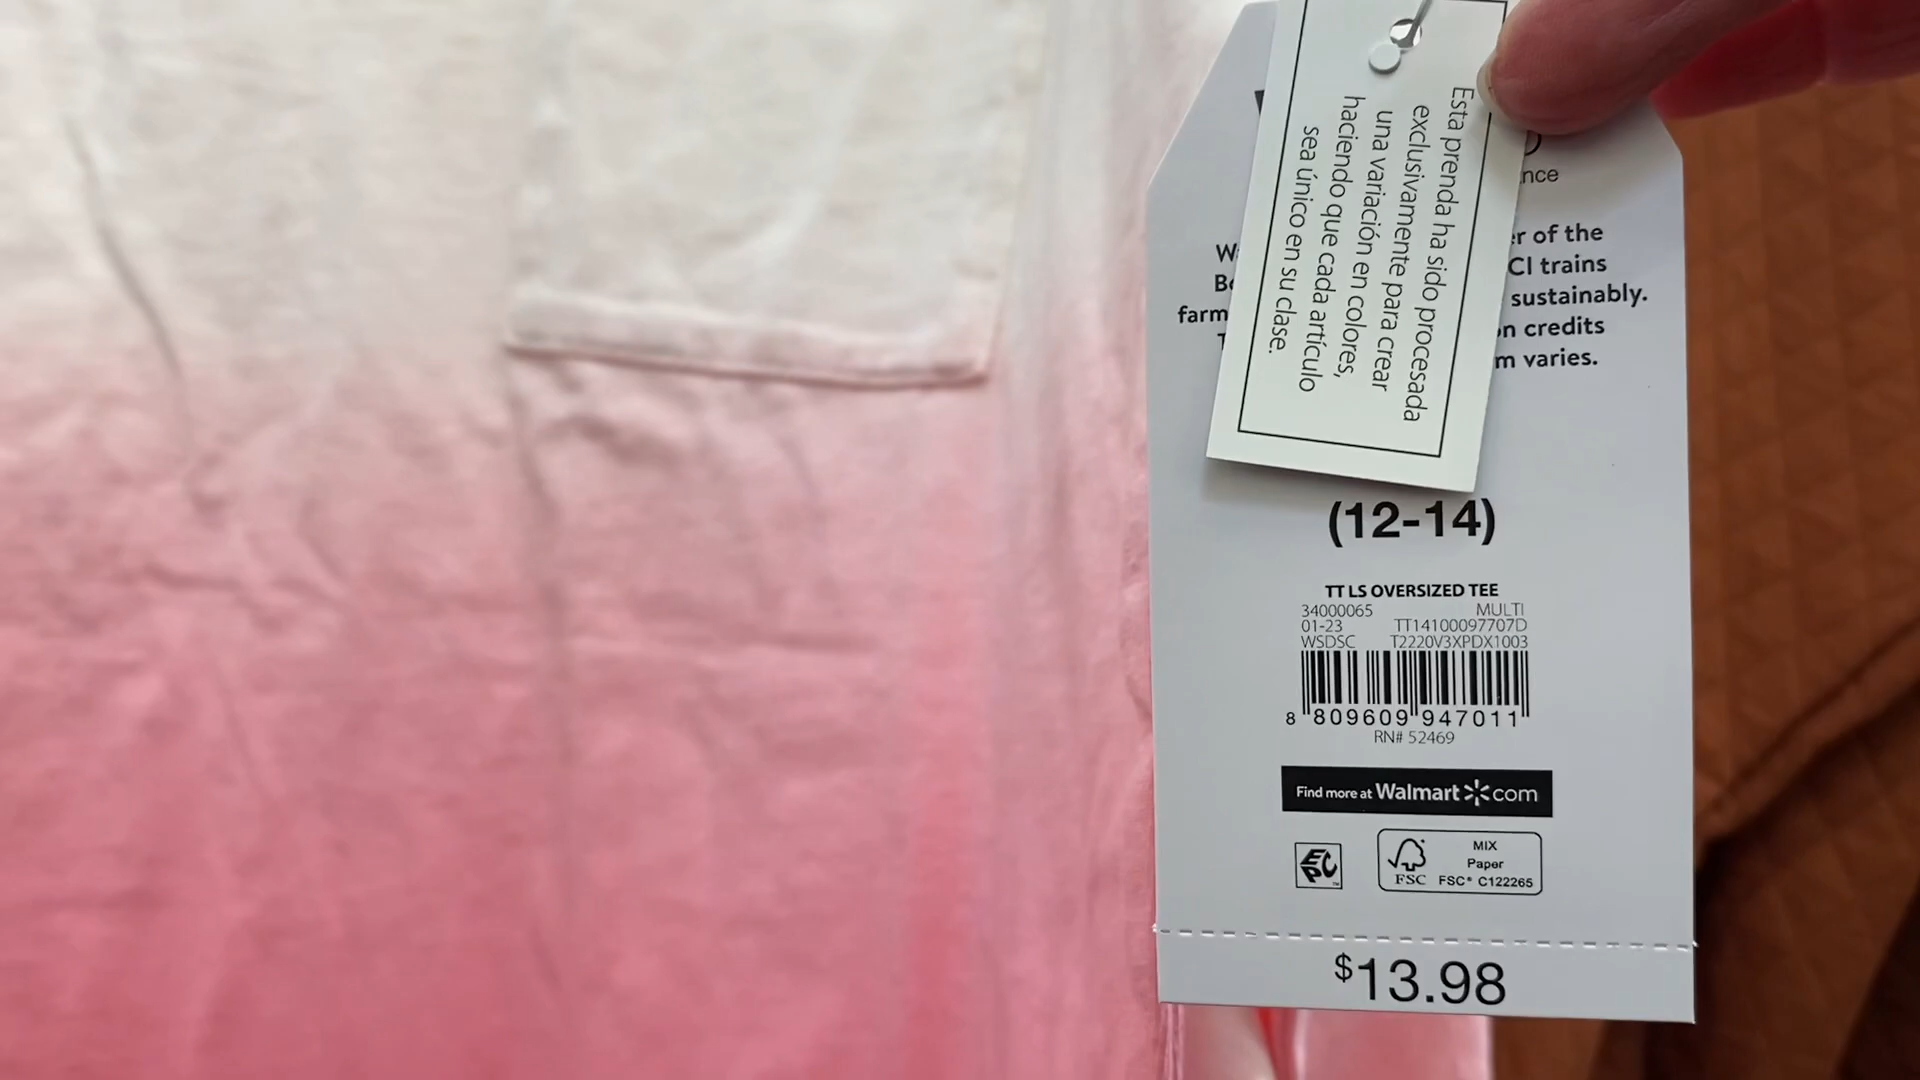 Esta prenda ha sido procesada
exclusivamente para crear
una variación en colores,
haciendo que cada artículo
sea único en su clase.
of the
CI trains
farm sustainably.
credits
varies.
(12-14)
TT LS OVERSIZED TEE
34000065 MULTI
01-23 TT14100097707D
WSDSC T2220V3XPDX1003
8 809609 947011
RN# 52469
Find more at Walmart com
EPC
MIX
Paper
FSC FSC® C122265
$13.98